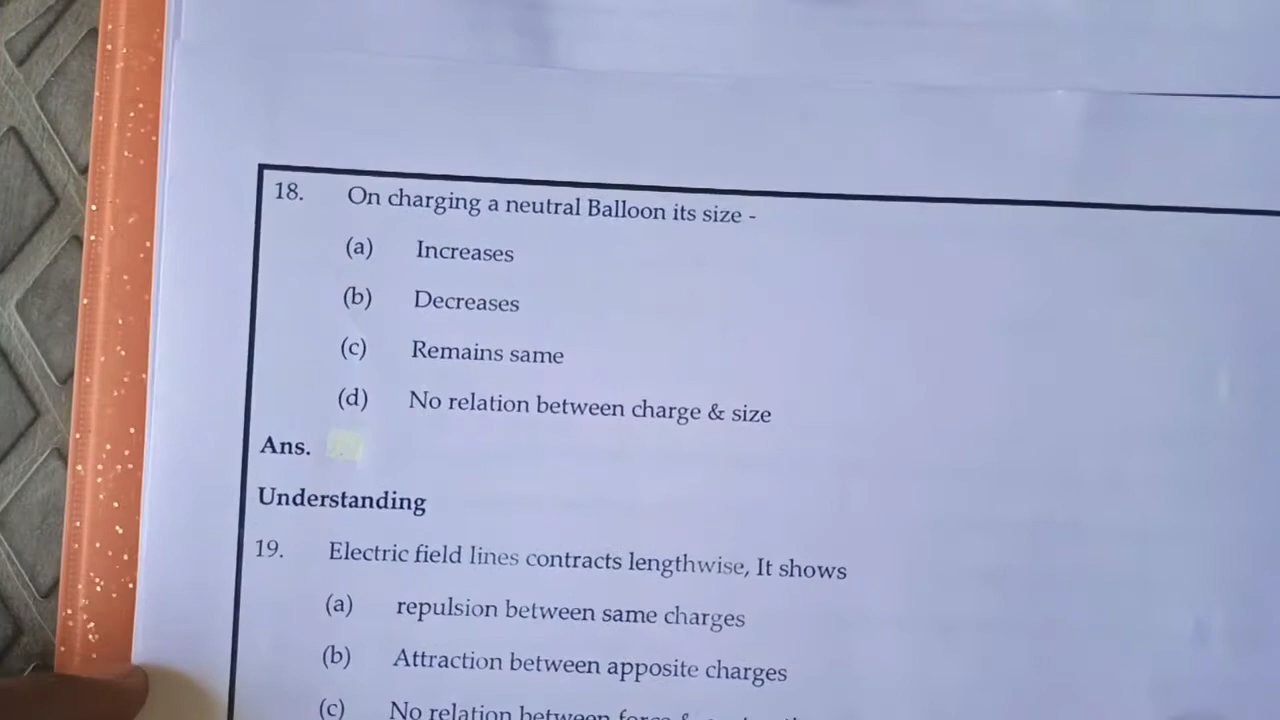 18. On charging a neutral Balloon its size -
(a) Increases
(b) Decreases
(c) Remains same
(d) No relation between charge & size
Ans.
Understanding
19. Electric field lines contracts lengthwise, It shows
(a) repulsion between same charges
(b) Attraction between apposite charges
(c) No relation between force &